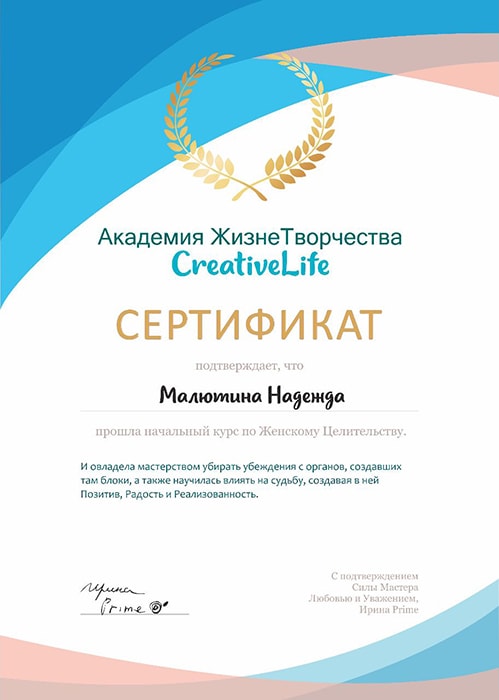 Академия ЖизнеТворчества
CreativeLife
СЕРТИФИКАТ
подтверждает, что
Малютина Надежда
прошла начальный курс по Женскому Целительству.
И овладела мастерством убирать убеждения с органов, создавших
там блоки, а также научилась влиять на судьбу, создавая в ней
Позитив, Радость и Реализованность.
Ирина
Prime
С подтверждением
Силы Мастера
Любовью и Уважением,
Ирина Prime